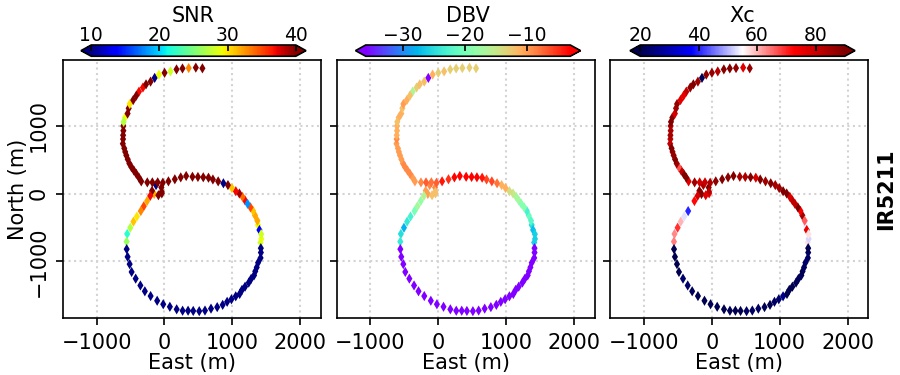 SNR DBV Xc
10 20 30 40 −30 −20 −10 20 40 60 80
North (m)
1000
0
−1000
IR5211
−1000 0 1000 2000 −1000 0 1000 2000 −1000 0 1000 2000
East (m) East (m) East (m)